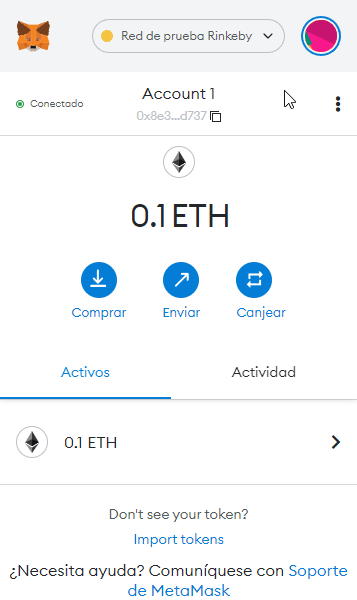 Red de prueba Rinkeby
Conectado
Account 1
0x8e3...d737
0.1 ETH
Comprar
Enviar
Canjear
Activos
Actividad
0.1 ETH
Don't see your token?
Import tokens
¿Necesita ayuda? Comuníquese con Soporte
de MetaMask